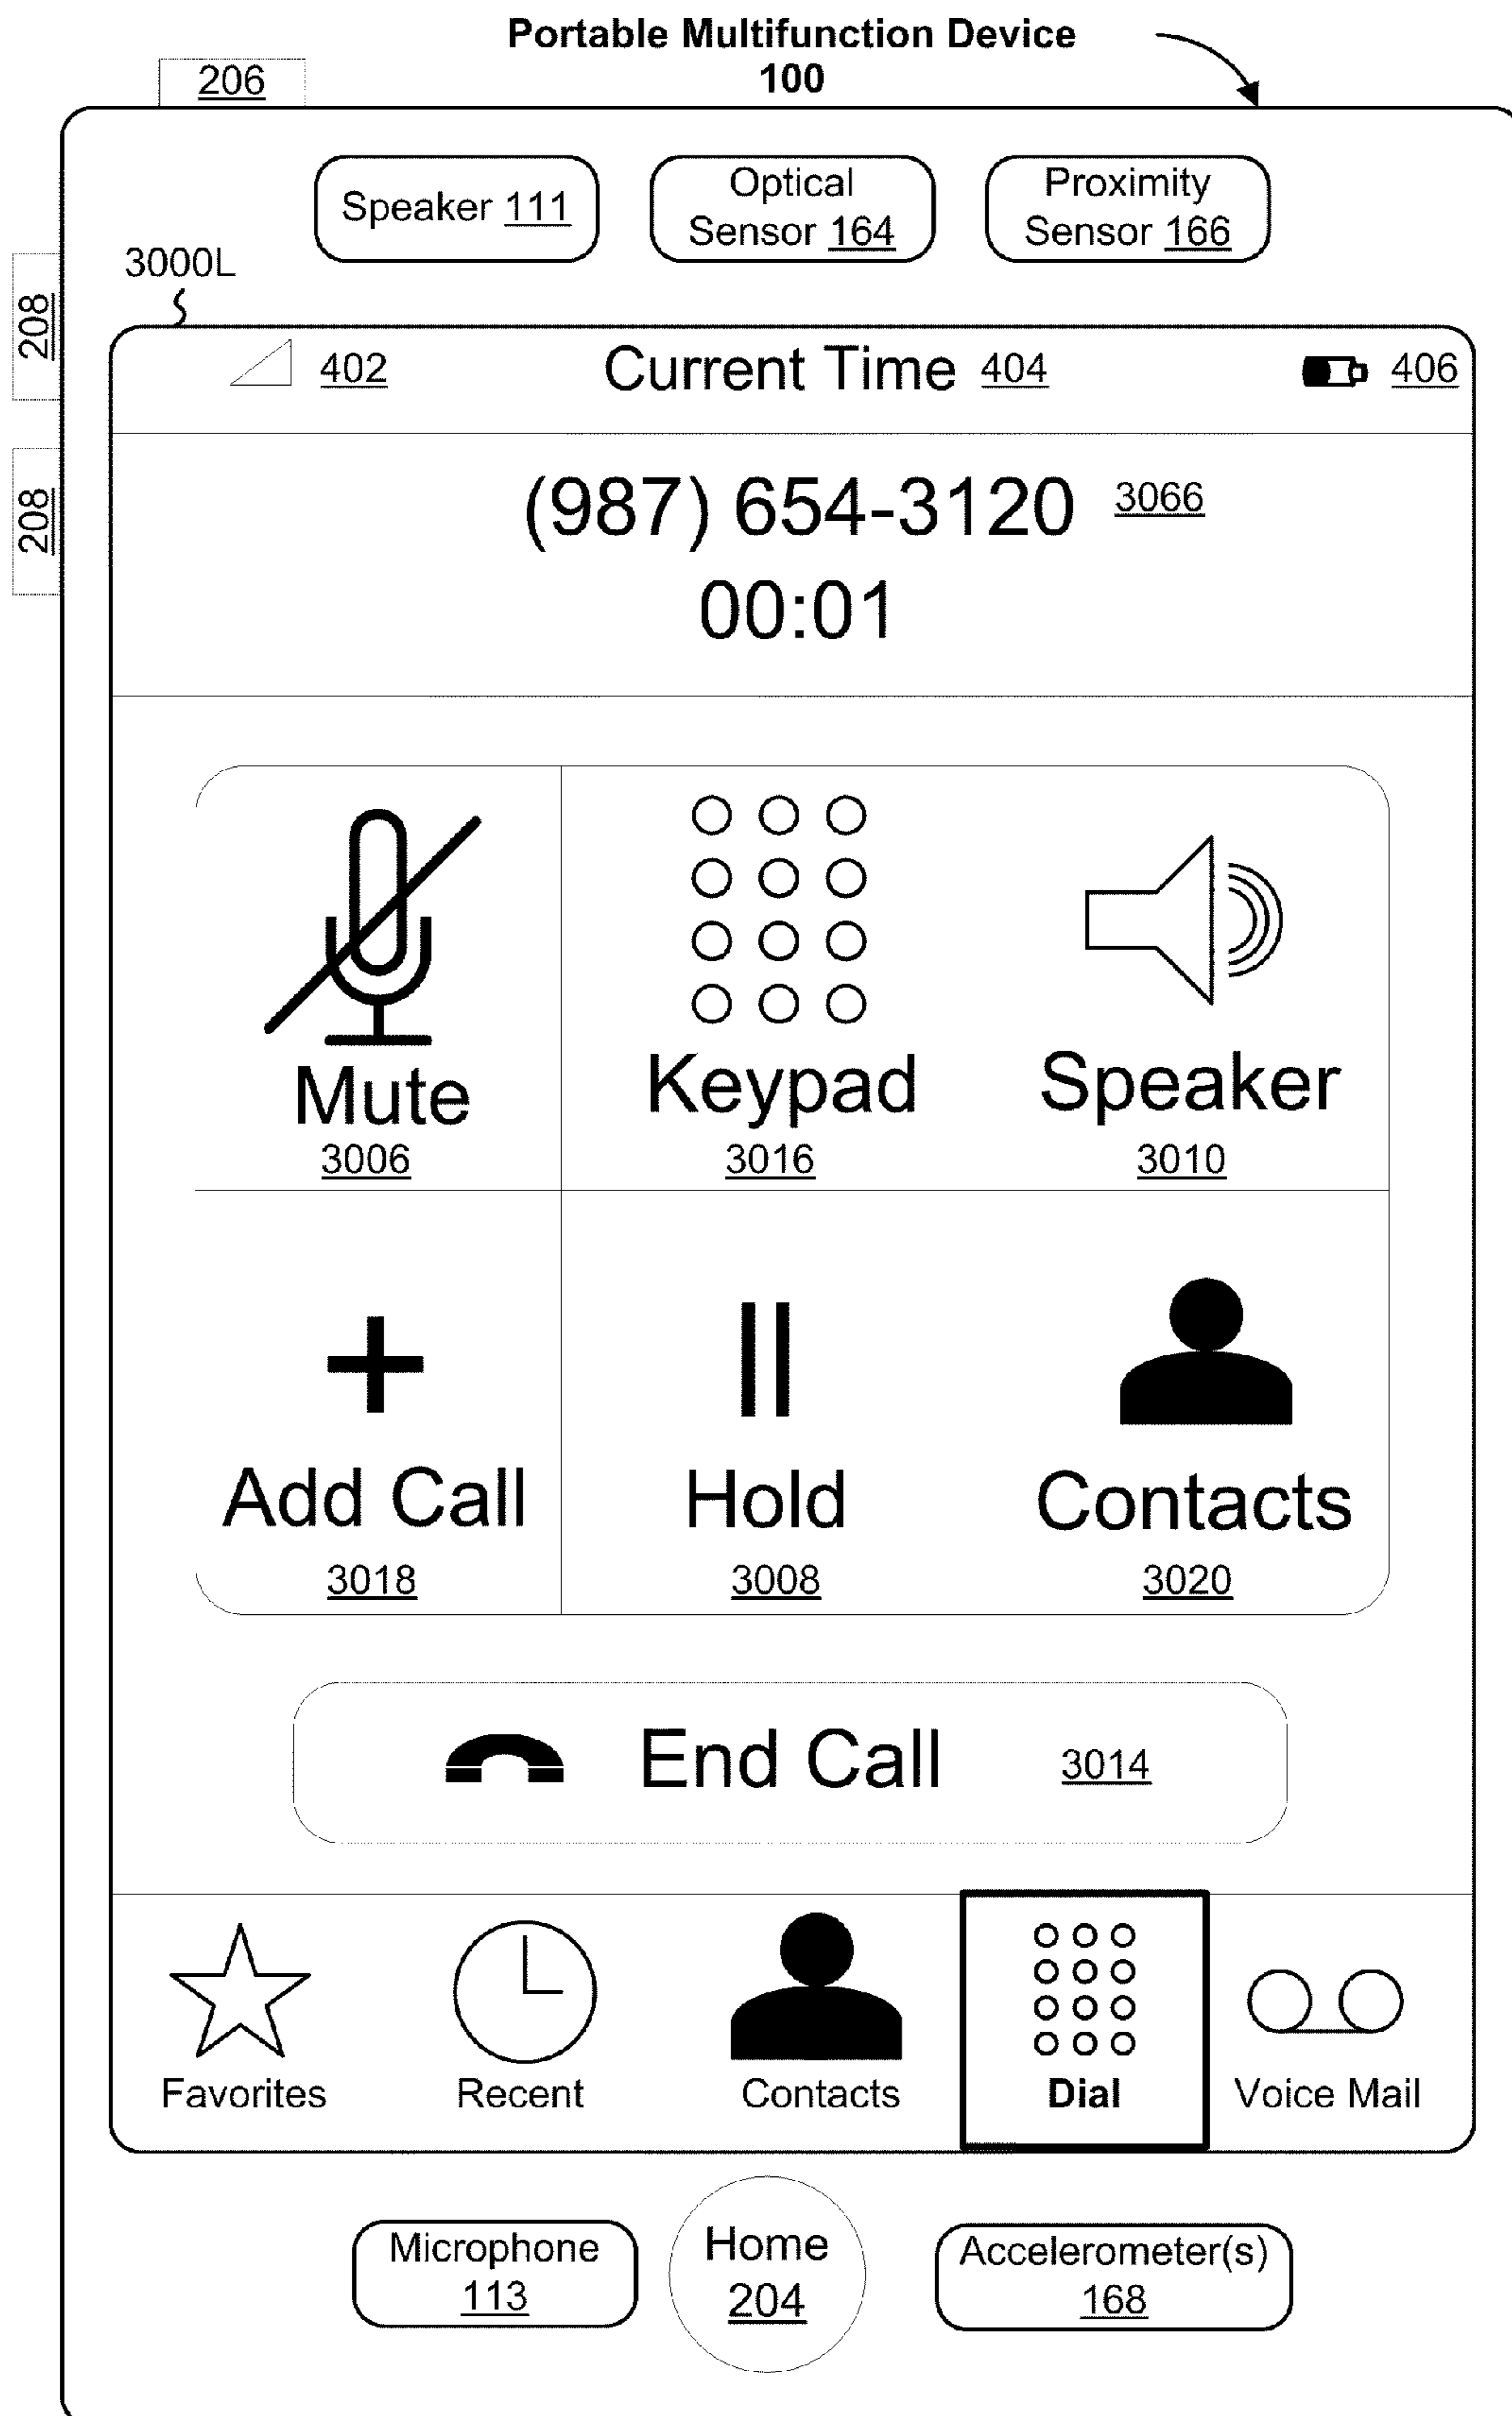 Portable Multifunction Device
100
206
Speaker 111
Optical
Sensor 164
Proximity
Sensor 166
3000L
208
208
402
Current Time 404
406
(987) 654-3120 3066
00:01
Mute
3006
Keypad
3016
Speaker
3010
Add Call
3018
Hold
3008
Contacts
3020
End Call 3014
Favorites
Recent
Contacts
Dial
Voice Mail
Microphone
113
Home
204
Accelerometer(s)
168